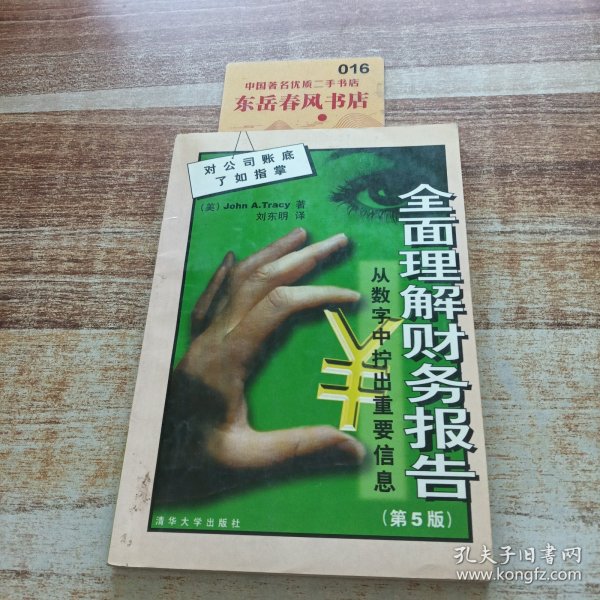 016
中国著名优质二手书店
东岳春风书店
对公司账底
了如指掌
(英) John A.Tracy 著
刘东明 译
全面理解财务报告
从数字中拧出重要信息
(第5版)
清华大学出版社
孔夫子旧书网
www.kongfz.com